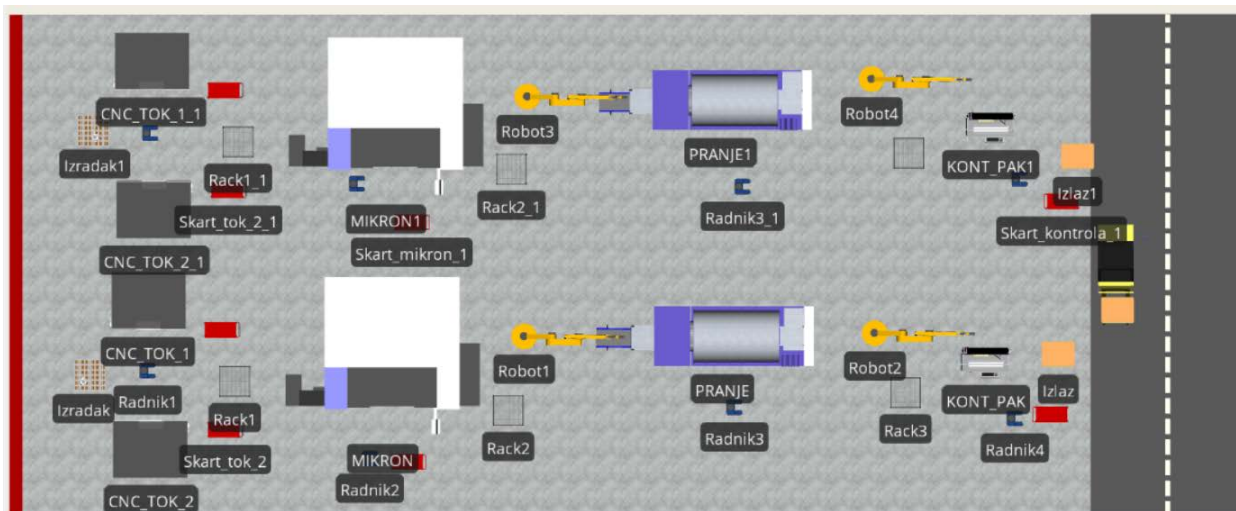 CNC_TOK_1_1
Robot3
Robot4
Izradak1
Rack1_1
PRANJE1
KONT_PAK1
Rack2_1
Izlaz1
Skart_tok_2_1
MIKRON1
Radnik3_1
Skart_kontrola_1
CNC_TOK_2_1
Skart_mikron_1
CNC_TOK_1
Robot1
Robot2
Izradak
Radnik1
Rack1
PRANJE
KONT_PAK
Izlaz
Rack2
Rack3
Radnik3
Radnik4
Skart_tok_2
MIKRON
Radnik2
CNC_TOK_2